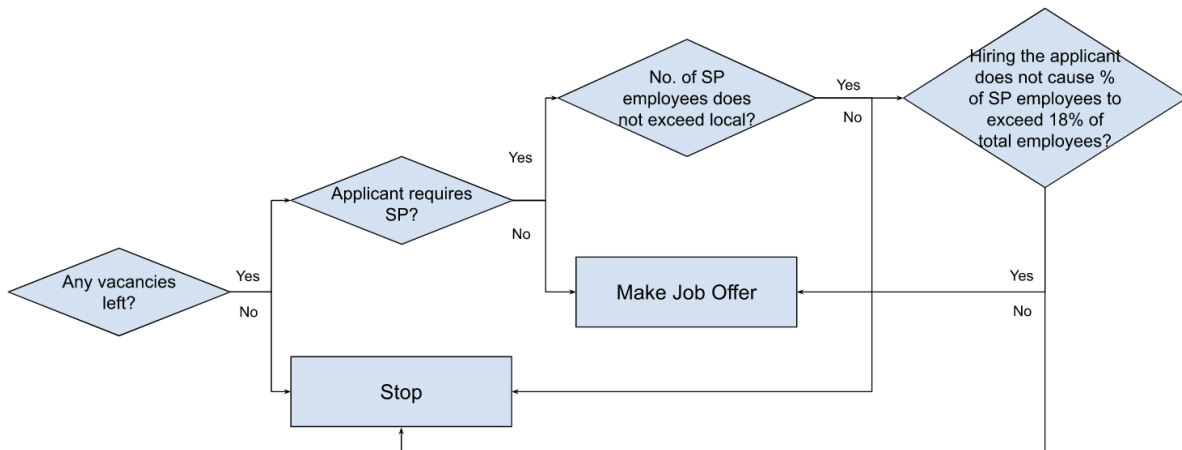 No. of SP
employees does
not exceed local?
Yes
No
Hiring the applicant
does not cause %
of SP employees to
exceed 18% of
total employees?
Applicant requires
SP?
Yes
No
Any vacancies
left?
Yes
No
Make Job Offer
Yes
No
Stop